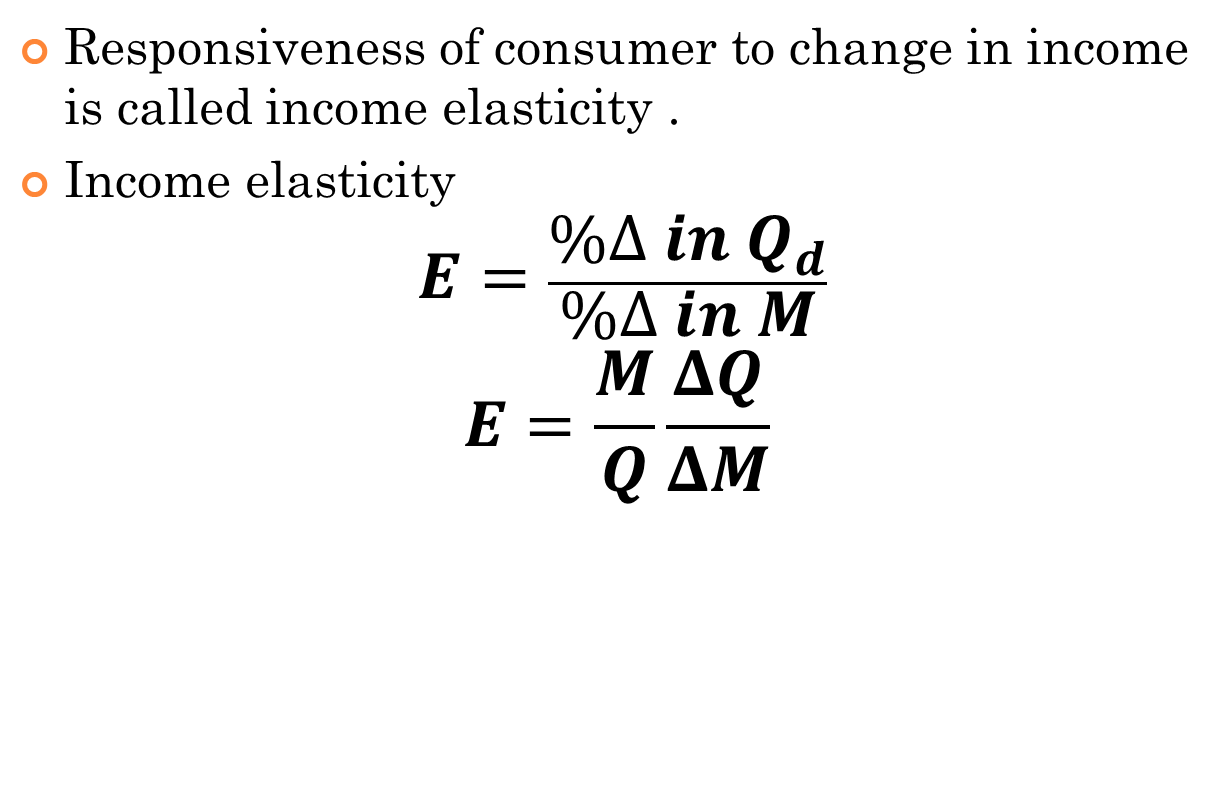 Responsiveness of consumer to change in income
is called income elasticity .
Income elasticity
E = %Δ in Q_d / %Δ in M
E = M/Q ΔQ/ΔM